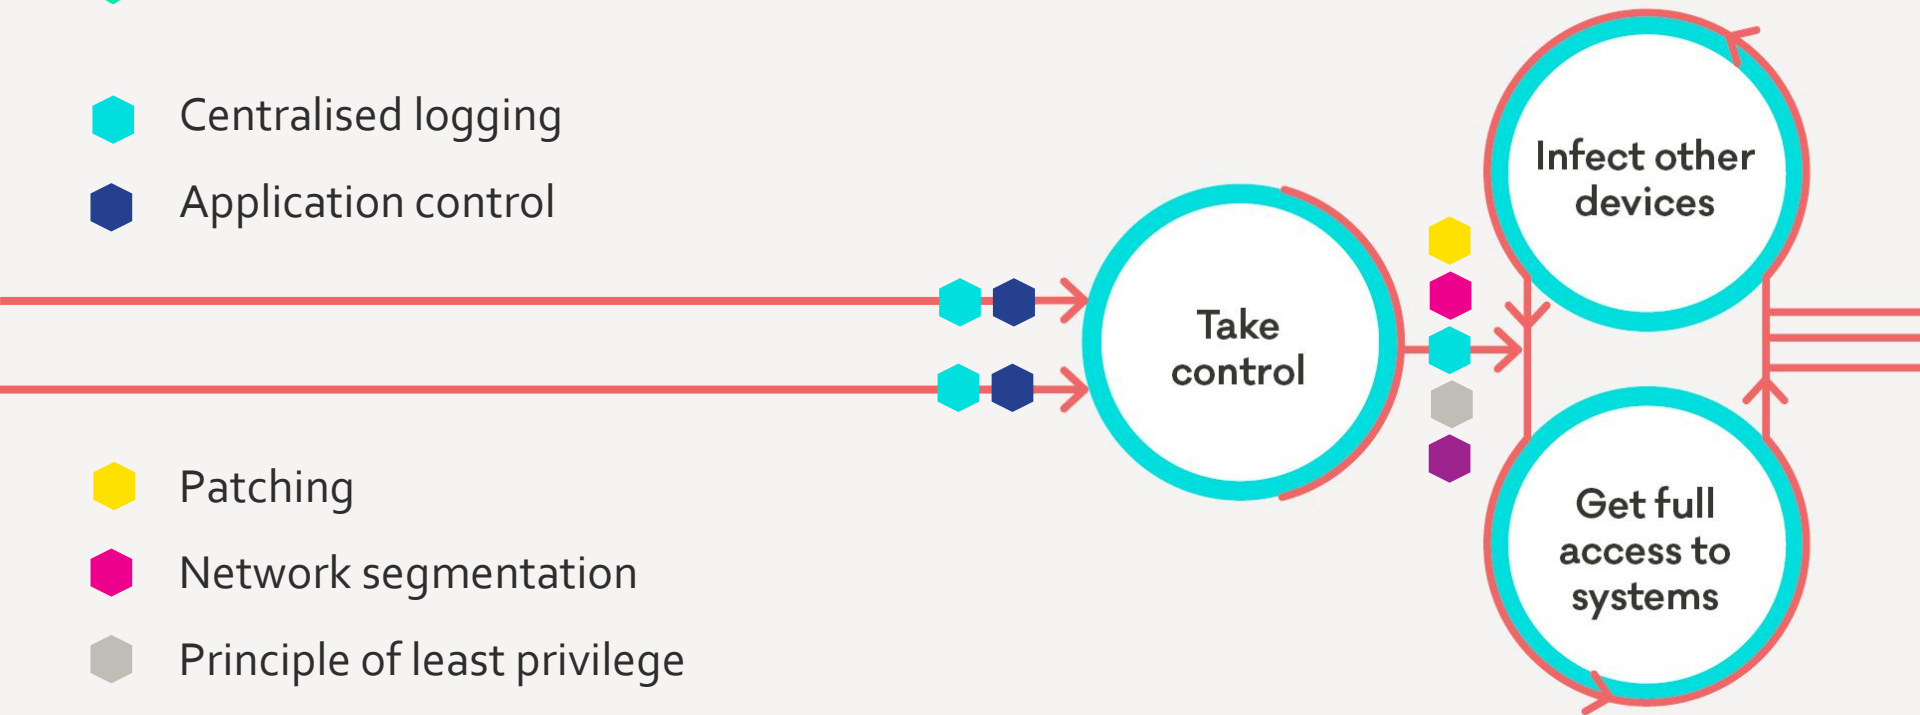 Centralised logging
Application control
Patching
Network segmentation
Principle of least privilege
Take
control
Infect other
devices
Get full
access to
systems